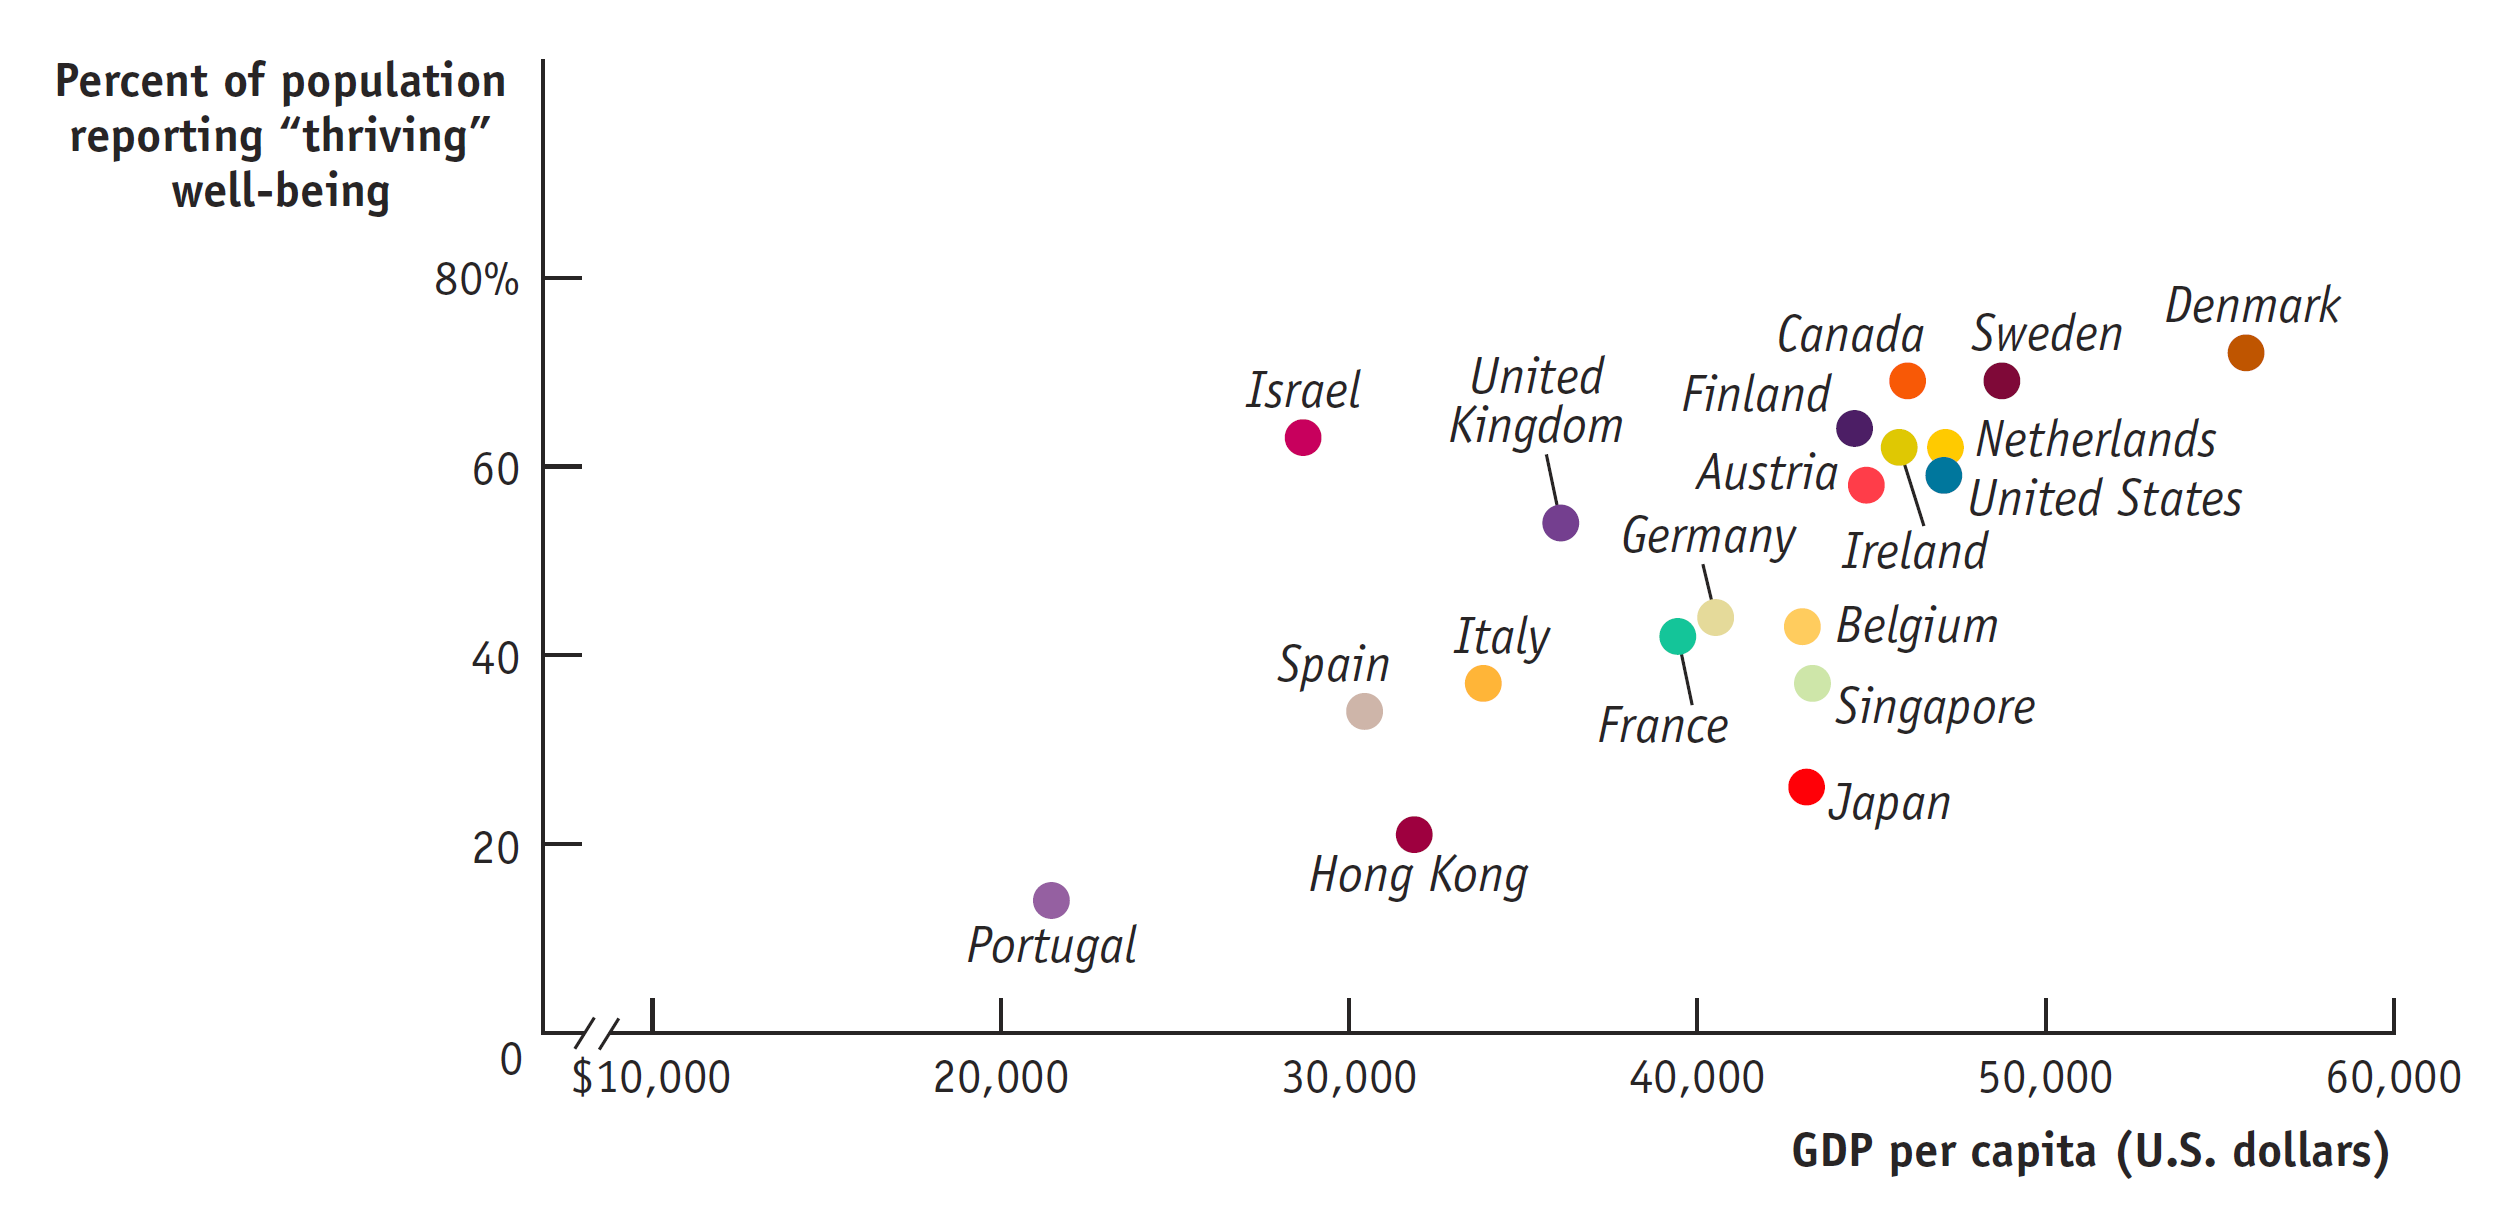 Percent of population
reporting “thriving”
well-being
80%
60
40
20
0
Denmark
Canada
Sweden
Israel
United
Kingdom
Finland
Netherlands
Austria
United States
Germany
Ireland
Belgium
Italy
Spain
Singapore
France
Japan
Hong Kong
Portugal
$10,000
20,000
30,000
40,000
50,000
60,000
GDP per capita (U.S. dollars)